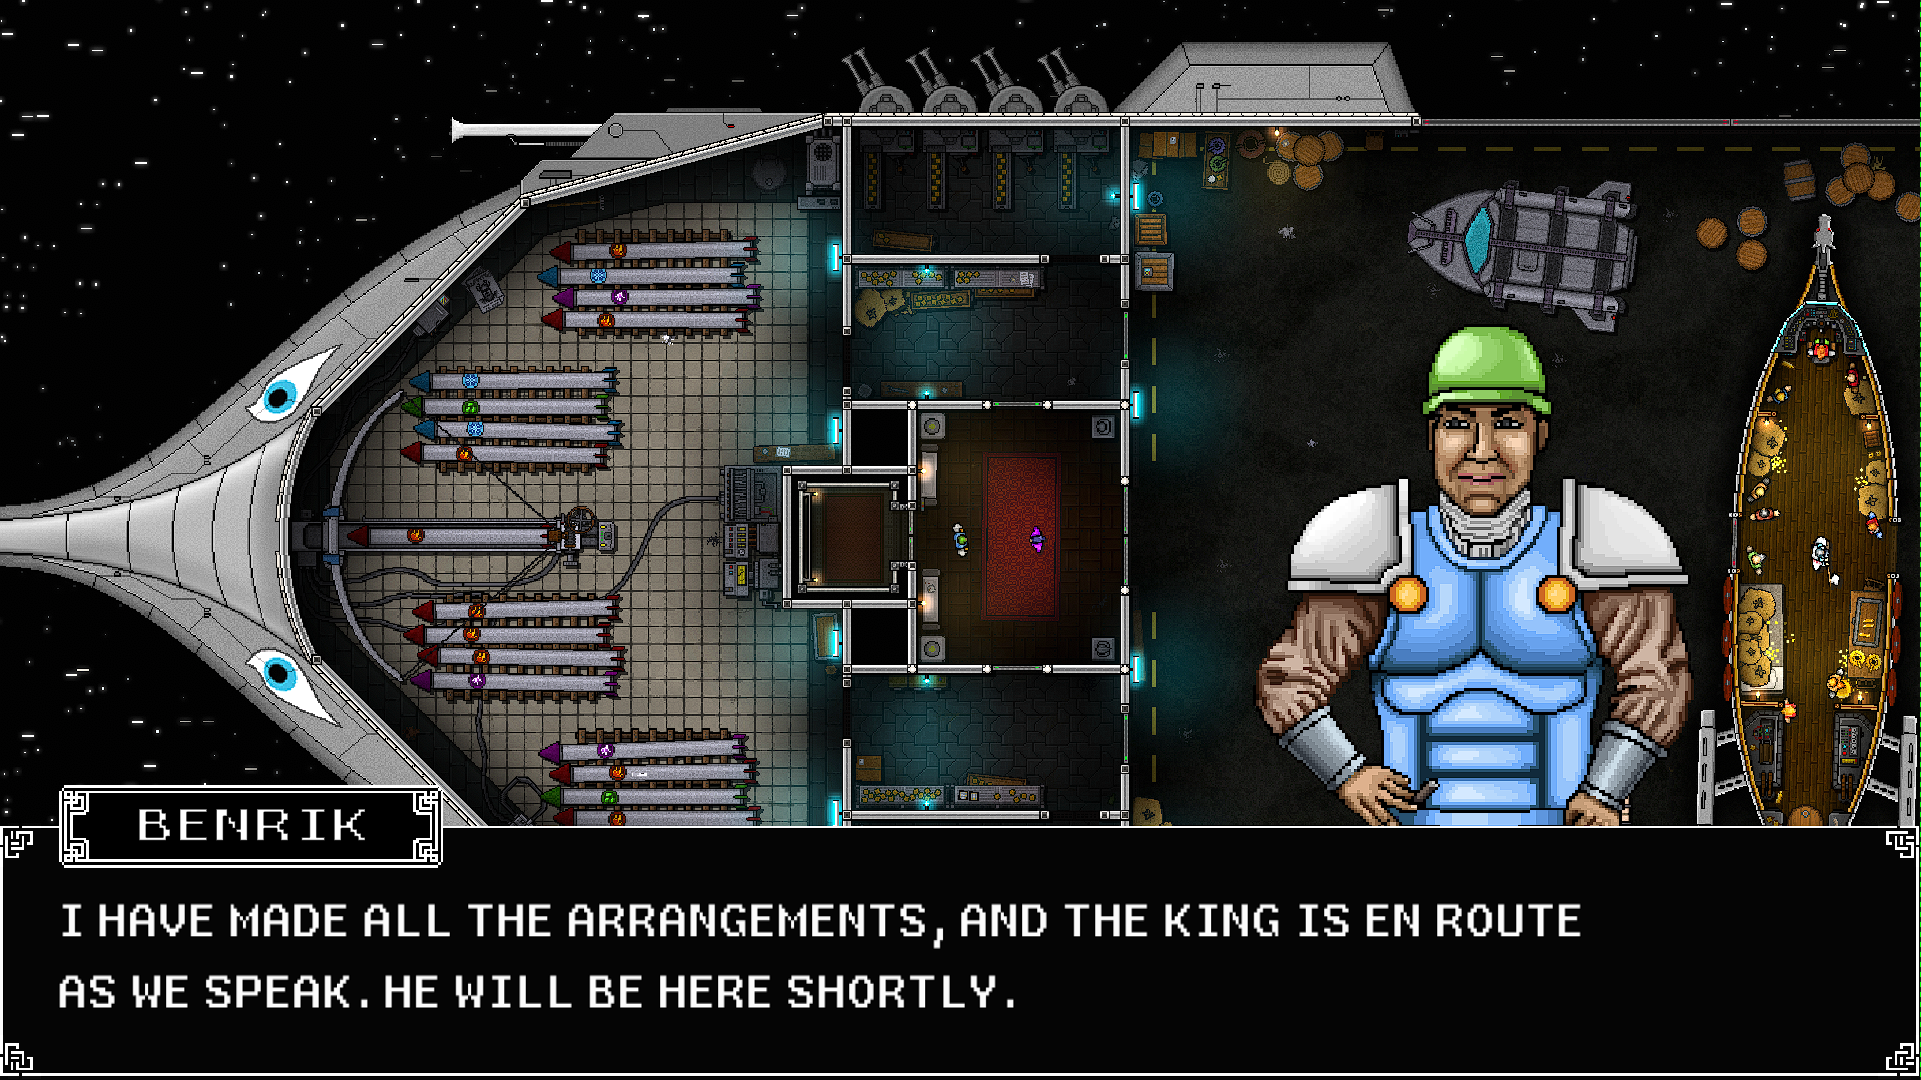 BENRIK
I HAVE MADE ALL THE ARRANGEMENTS, AND THE KING IS EN ROUTE
AS WE SPEAK. HE WILL BE HERE SHORTLY.